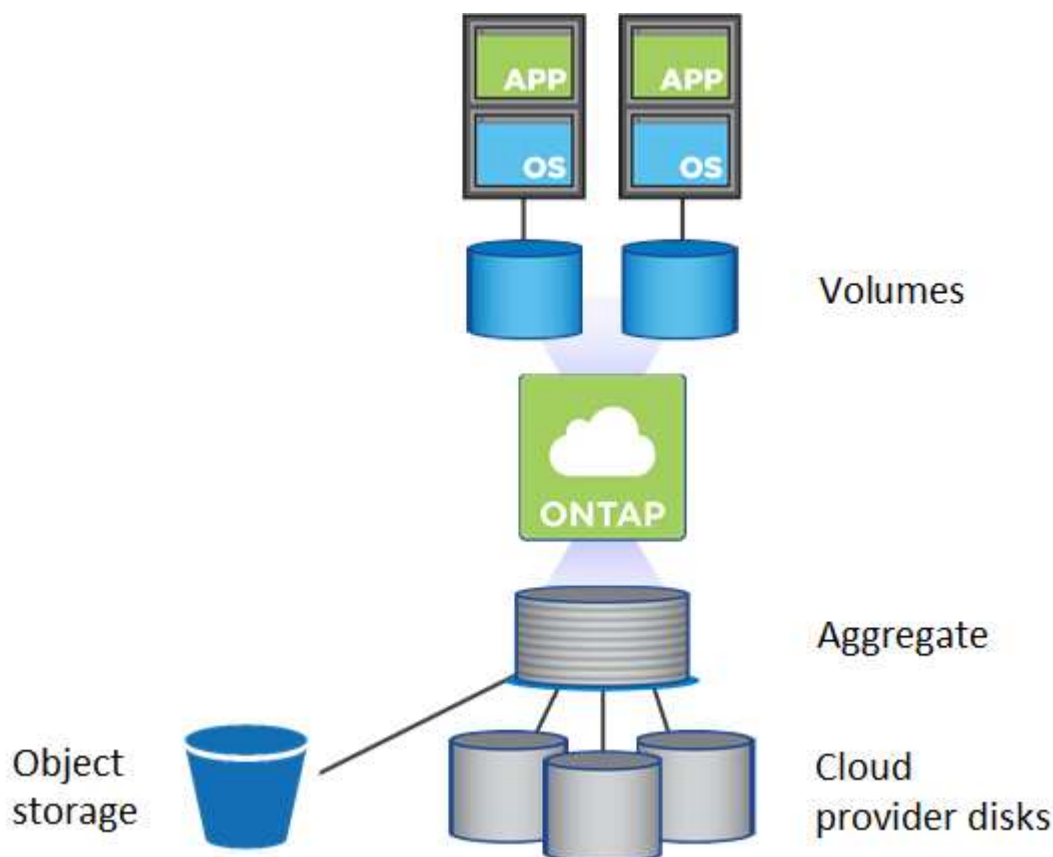 APP
APP
OS
OS
Volumes
ONTAP
Aggregate
Object
storage
Cloud
provider disks